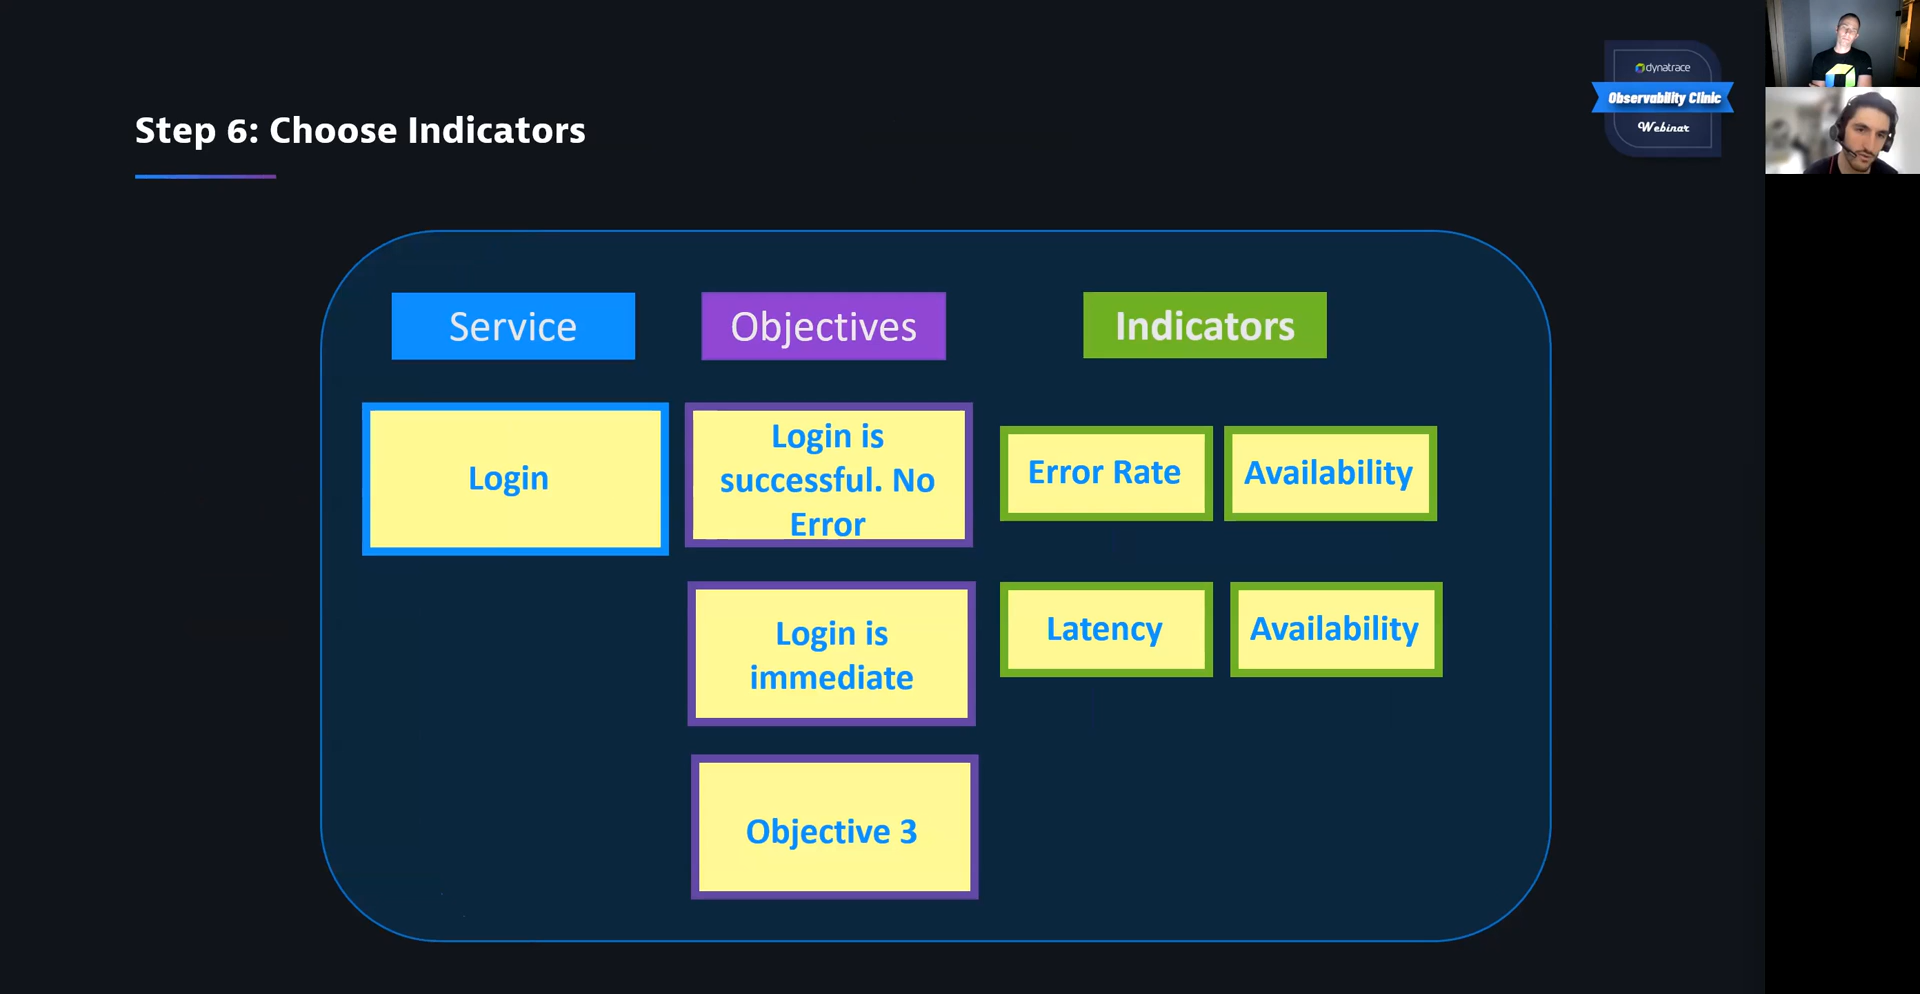 dynatrace
Observability Clinic
Webinar
Step 6: Choose Indicators
Service
Objectives
Indicators
Login
Login is
successful. No
Error
Error Rate
Availability
Login is
immediate
Latency
Availability
Objective 3